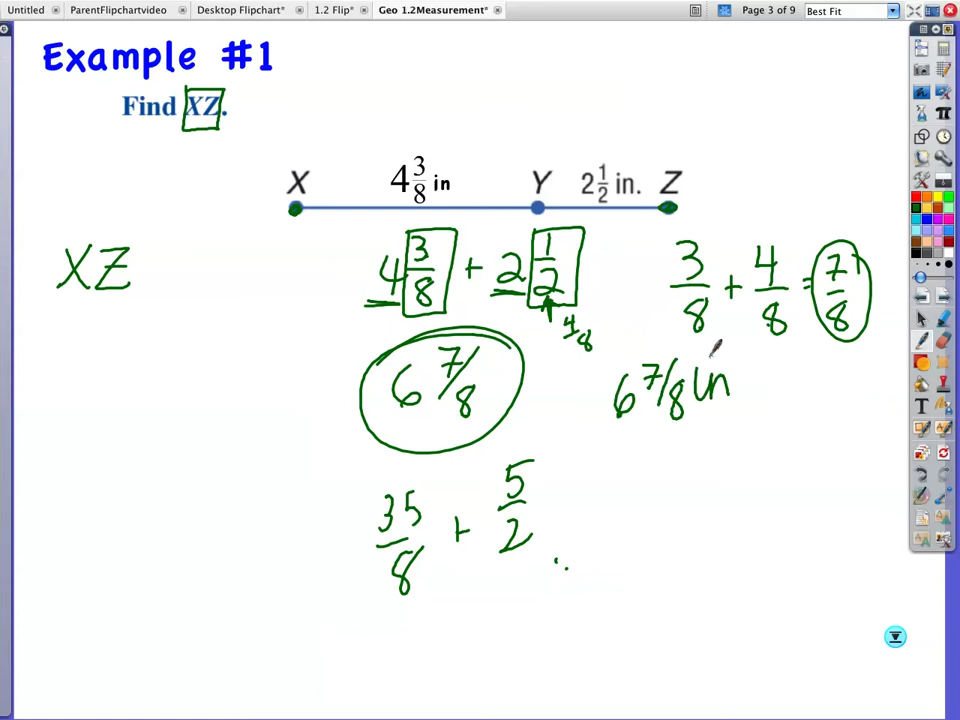 Untitled ParentFlipchartvideo Desktop Flipchart* 1.2 Flip* Geo 1.2Measurement* Page 3 of 9 Best Fit
Example #1
Find XZ.
X 4 3/8 in Y 2 1/2 in. Z
XZ 4 3/8 + 2 1/2 3/8 + 4/8 = 7/8
4/8
6 7/8 6 7/8 in
35/8 + 5/2 ..